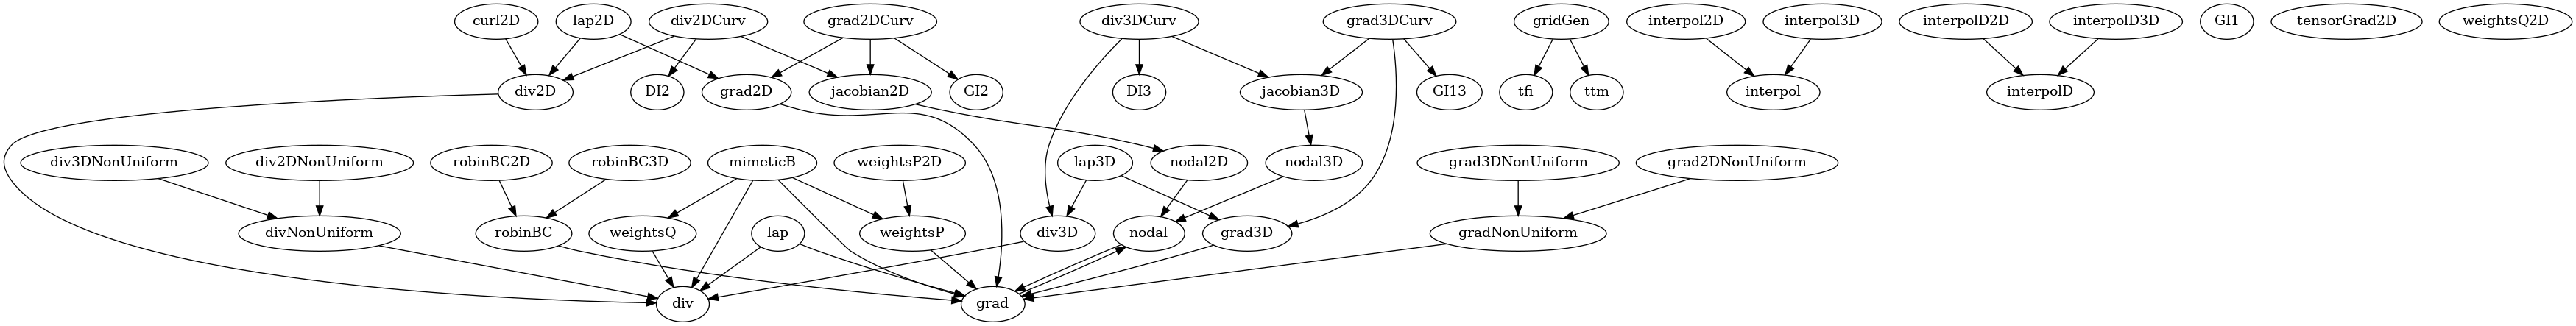 curl2D
lap2D
div2DCurv
grad2DCurv
div3DCurv
grad3DCurv
gridGen
interpol2D
interpol3D
interpolD2D
interpolD3D
GI1
tensorGrad2D
weightsQ2D
div2D
DI2
grad2D
jacobian2D
GI2
DI3
jacobian3D
GI13
tfi
ttm
interpol
interpolD
div3DNonUniform
div2DNonUniform
robinBC2D
robinBC3D
mimeticB
weightsP2D
lap3D
nodal2D
nodal3D
grad3DNonUniform
grad2DNonUniform
divNonUniform
robinBC
weightsQ
lap
weightsP
div3D
nodal
grad3D
gradNonUniform
div
grad